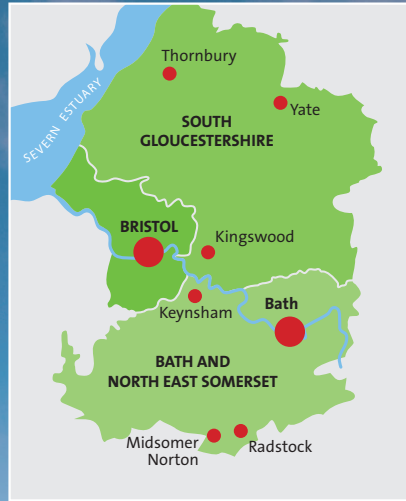 Thornbury
Yate
SEVERN ESTUARY
SOUTH
GLOUCESTERSHIRE
BRISTOL
Kingswood
Keynsham
Bath
BATH AND
NORTH EAST SOMERSET
Midsomer
Norton
Radstock